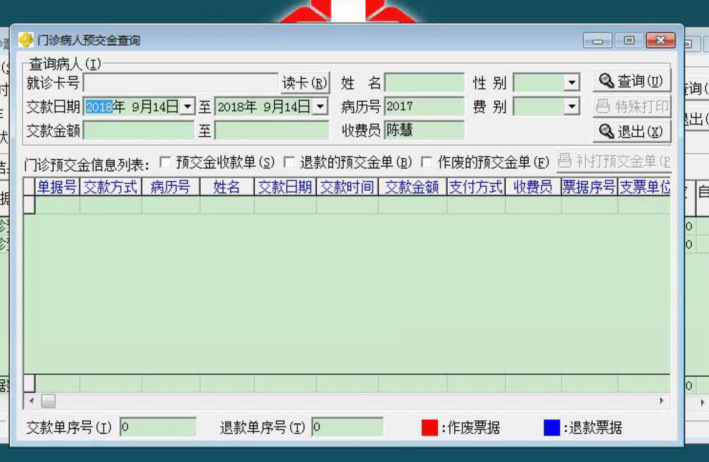 门诊病人预交金查询
查询病人(I)
就诊卡号 读卡(R) 姓 名 性 别 查询(U)
交款日期 2018年 9月14日 至 2018年 9月14日 病历号 2017 费 别 特殊打印
交款金额 至 收费员 陈慧 退出(X)
门诊预交金信息列表: 预交金收款单(S) 退款的预交金单(B) 作废的预交金单(F) 补打预交金单(P
单据号 交款方式 病历号 姓名 交款日期 交款时间 交款金额 支付方式 收费员 票据序号 支票单位
交款单序号(I) 0 退款单序号(T) 0 :作废票据 :退款票据